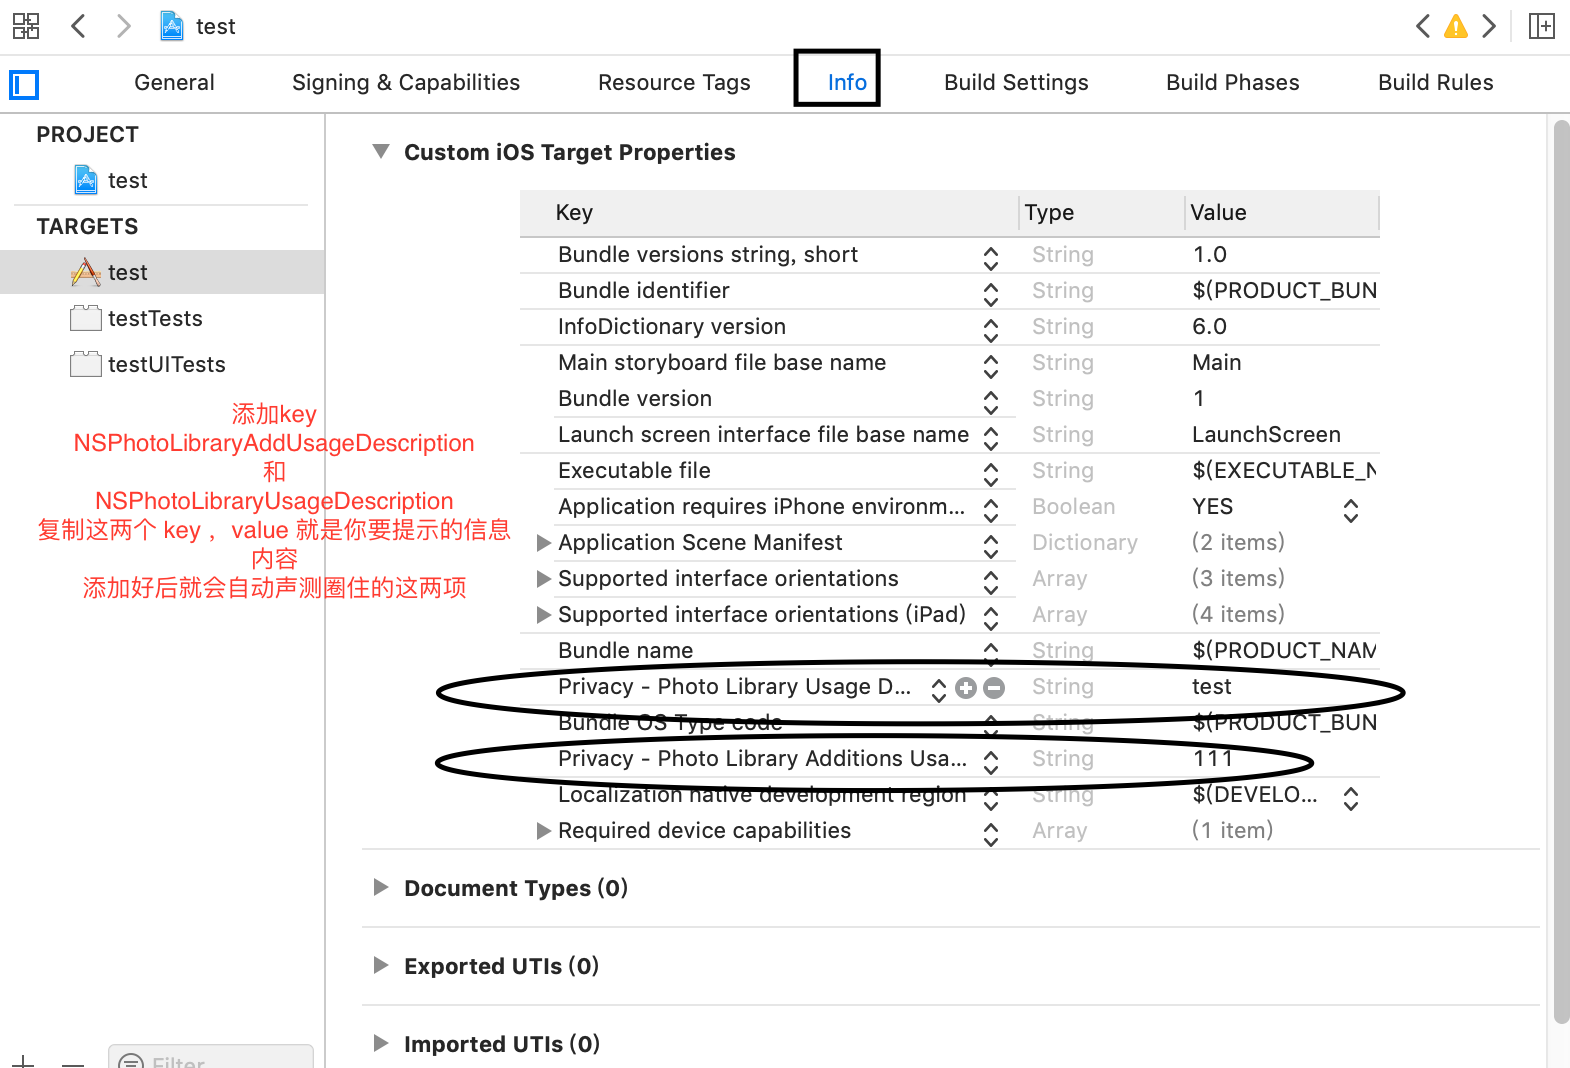 test
General Signing & Capabilities Resource Tags Info Build Settings Build Phases Build Rules
PROJECT
test
TARGETS
test
testTests
testUITests
添加key
NSPhotoLibraryAddUsageDescription
和
NSPhotoLibraryUsageDescription
复制这两个 key ，value 就是你要提示的信息
内容
添加好后就会自动声测圈住的这两项
Filter
Custom iOS Target Properties
Key Type Value
Bundle versions string, short String 1.0
Bundle identifier String $(PRODUCT_BUN
InfoDictionary version String 6.0
Main storyboard file base name String Main
Bundle version String 1
Launch screen interface file base name String LaunchScreen
Executable file String $(EXECUTABLE_N
Application requires iPhone environm... Boolean YES
Application Scene Manifest Dictionary (2 items)
Supported interface orientations Array (3 items)
Supported interface orientations (iPad) Array (4 items)
Bundle name String $(PRODUCT_NAM
Privacy - Photo Library Usage D... String test
Bundle OS Type code String $(PRODUCT_BUN
Privacy - Photo Library Additions Usa... String 111
Localization native development region String $(DEVELO...
Required device capabilities Array (1 item)
Document Types (0)
Exported UTIs (0)
Imported UTIs (0)